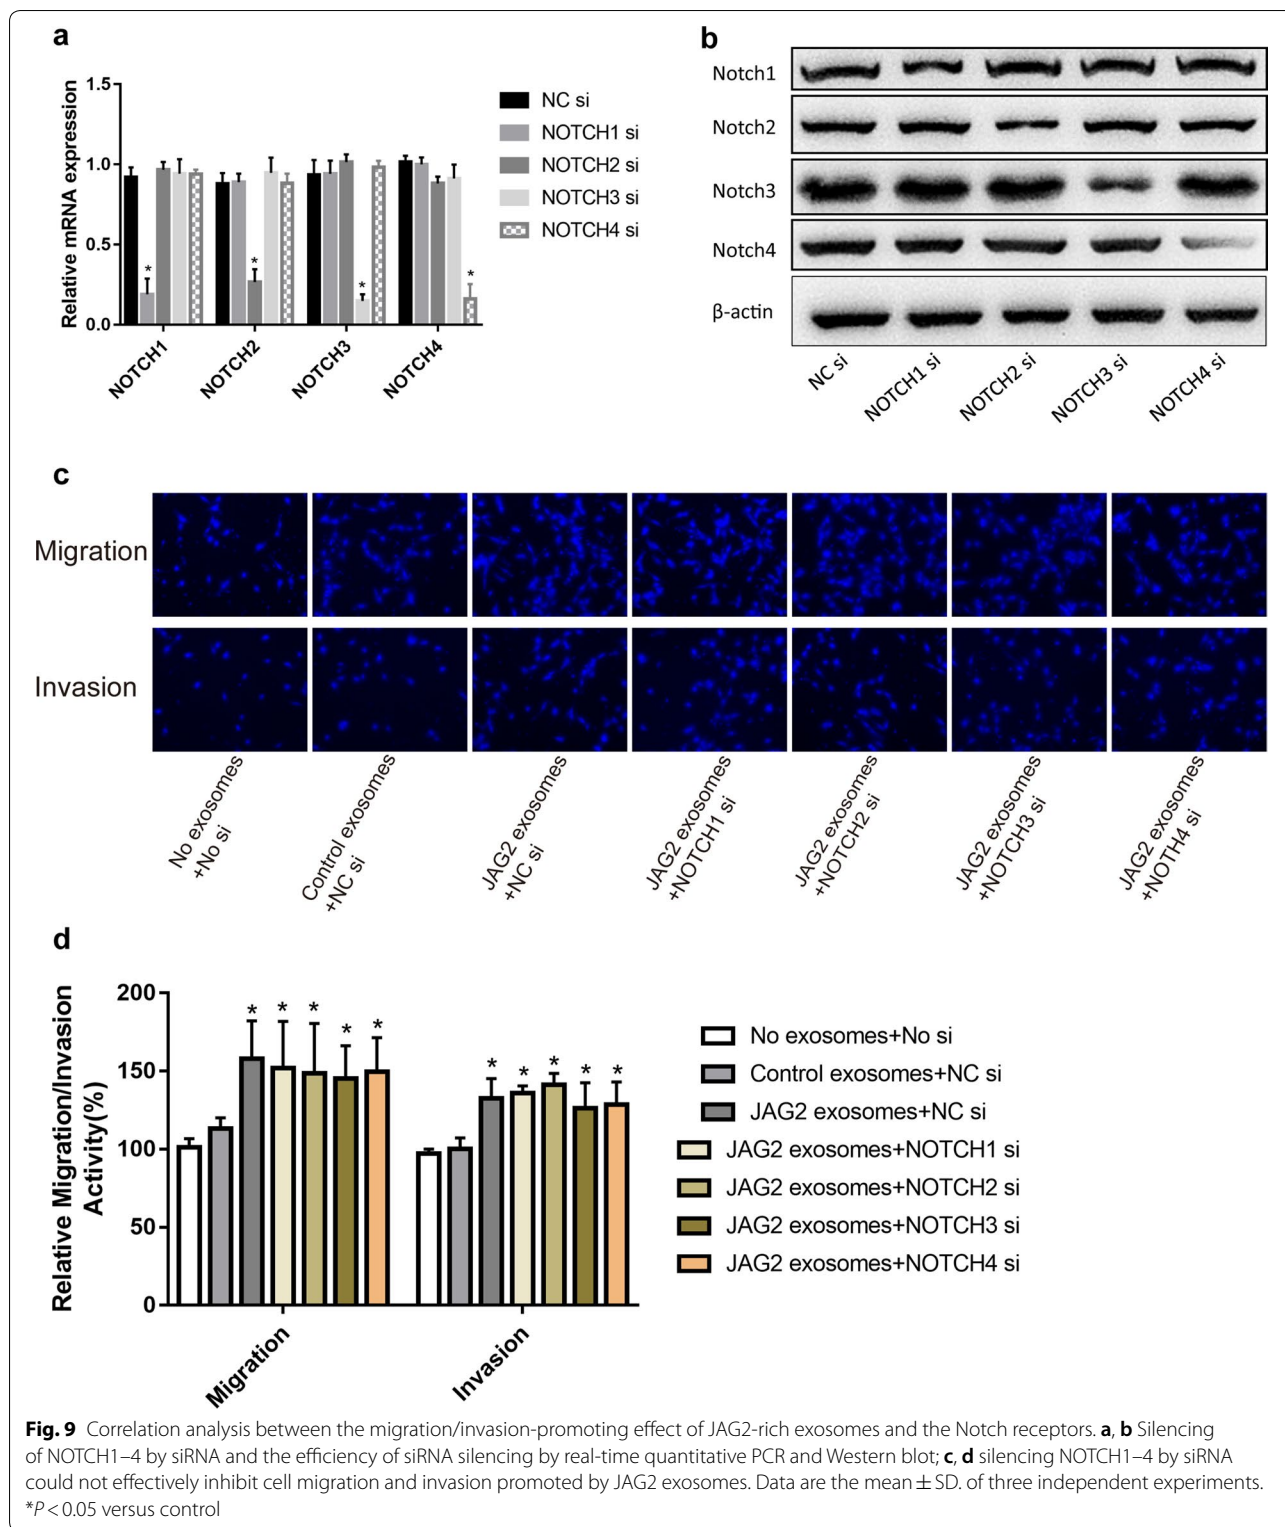 a
Relative mRNA expression
1.5
1.0
0.5
0.0
*
*
*
*
NOTCH1
NOTCH2
NOTCH3
NOTCH4
NC si
NOTCH1 si
NOTCH2 si
NOTCH3 si
NOTCH4 si
b
Notch1
Notch2
Notch3
Notch4
β-actin
NC si
NOTCH1 si
NOTCH2 si
NOTCH3 si
NOTCH4 si
c
Migration
Invasion
No exosomes
+No si
Control exosomes
+NC si
JAG2 exosomes
+NC si
JAG2 exosomes
+NOTCH1 si
JAG2 exosomes
+NOTCH2 si
JAG2 exosomes
+NOTCH3 si
JAG2 exosomes
+NOTH4 si
d
Relative Migration/Invasion
Activity(%)
200
150
100
50
0
* * * * *
* * * * *
Migration
Invasion
No exosomes+No si
Control exosomes+NC si
JAG2 exosomes+NC si
JAG2 exosomes+NOTCH1 si
JAG2 exosomes+NOTCH2 si
JAG2 exosomes+NOTCH3 si
JAG2 exosomes+NOTCH4 si
Fig. 9 Correlation analysis between the migration/invasion-promoting effect of JAG2-rich exosomes and the Notch receptors. a, b Silencing
of NOTCH1–4 by siRNA and the efficiency of siRNA silencing by real-time quantitative PCR and Western blot; c, d silencing NOTCH1–4 by siRNA
could not effectively inhibit cell migration and invasion promoted by JAG2 exosomes. Data are the mean ± SD. of three independent experiments.
*P < 0.05 versus control